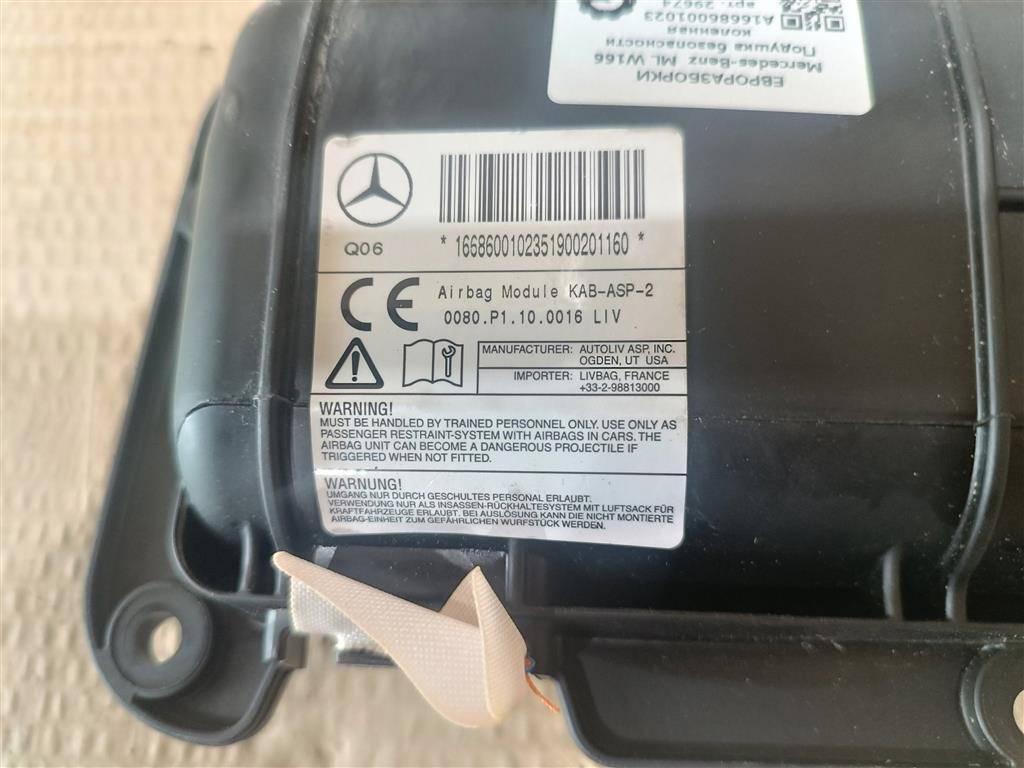 ЕВРОРАЗБОРКИ
Mercedes-Benz ML W166
Подушка безопасности
коленная
A16686001023
арт. 29674
Q06
* 1668600102351900201160 *
CE
Airbag Module KAB-ASP-2
0080.P1.10.0016 LIV
MANUFACTURER: AUTOLIV ASP, INC.
OGDEN, UT USA
IMPORTER: LIVBAG, FRANCE
+33-2-98813000
WARNING!
MUST BE HANDLED BY TRAINED PERSONNEL ONLY. USE ONLY AS
PASSENGER RESTRAINT-SYSTEM WITH AIRBAGS IN CARS. THE
AIRBAG UNIT CAN BECOME A DANGEROUS PROJECTILE IF
TRIGGERED WHEN NOT FITTED.
WARNUNG!
UMGANG NUR DURCH GESCHULTES PERSONAL ERLAUBT.
VERWENDUNG NUR ALS INSASSEN-RÜCKHALTESYSTEM MIT LUFTSACK FÜR
KRAFTFAHRZEUGE ERLAUBT. BEI AUSLÖSUNG KANN DIE NICHT MONTIERTE
AIRBAG-EINHEIT ZUM GEFÄHRLICHEN WURFSTÜCK WERDEN.